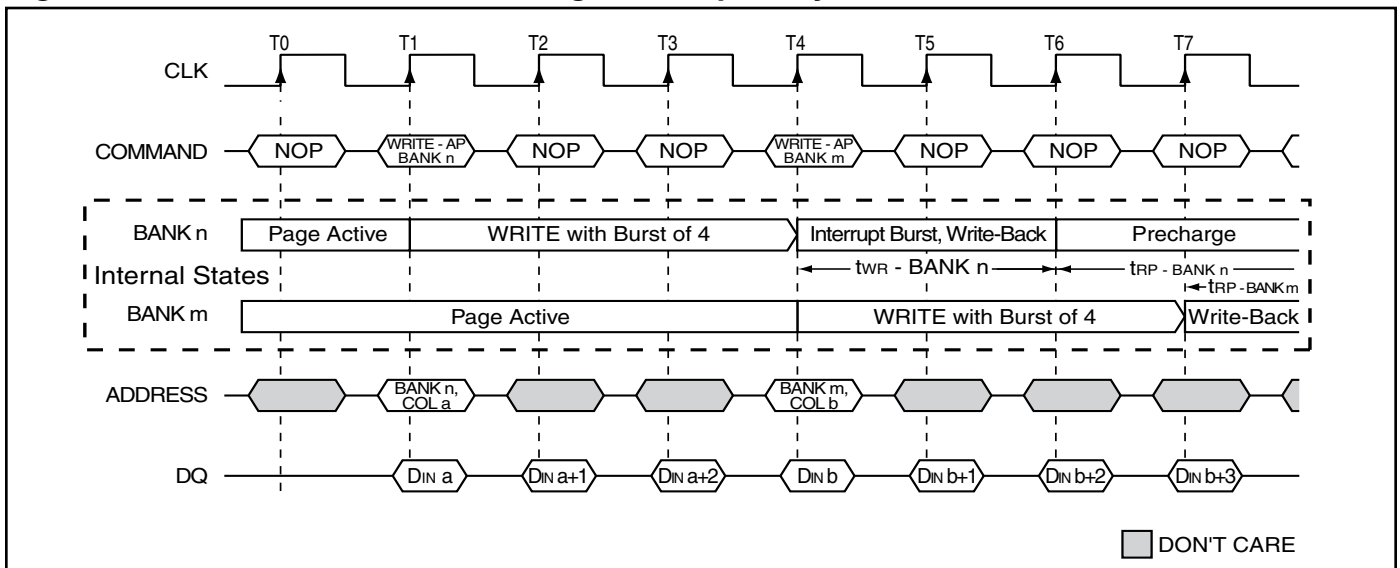 T0 T1 T2 T3 T4 T5 T6 T7
CLK
COMMAND NOP WRITE - AP BANK n NOP NOP WRITE - AP BANK m NOP NOP NOP
BANK n Page Active WRITE with Burst of 4 Interrupt Burst, Write-Back Precharge
tWR - BANK n tRP - BANK n
Internal States
tRP - BANK m
BANK m Page Active WRITE with Burst of 4 Write-Back
ADDRESS BANK n, COL a BANK m, COL b
DQ DIN a DIN a+1 DIN a+2 DIN b DIN b+1 DIN b+2 DIN b+3
DON'T CARE